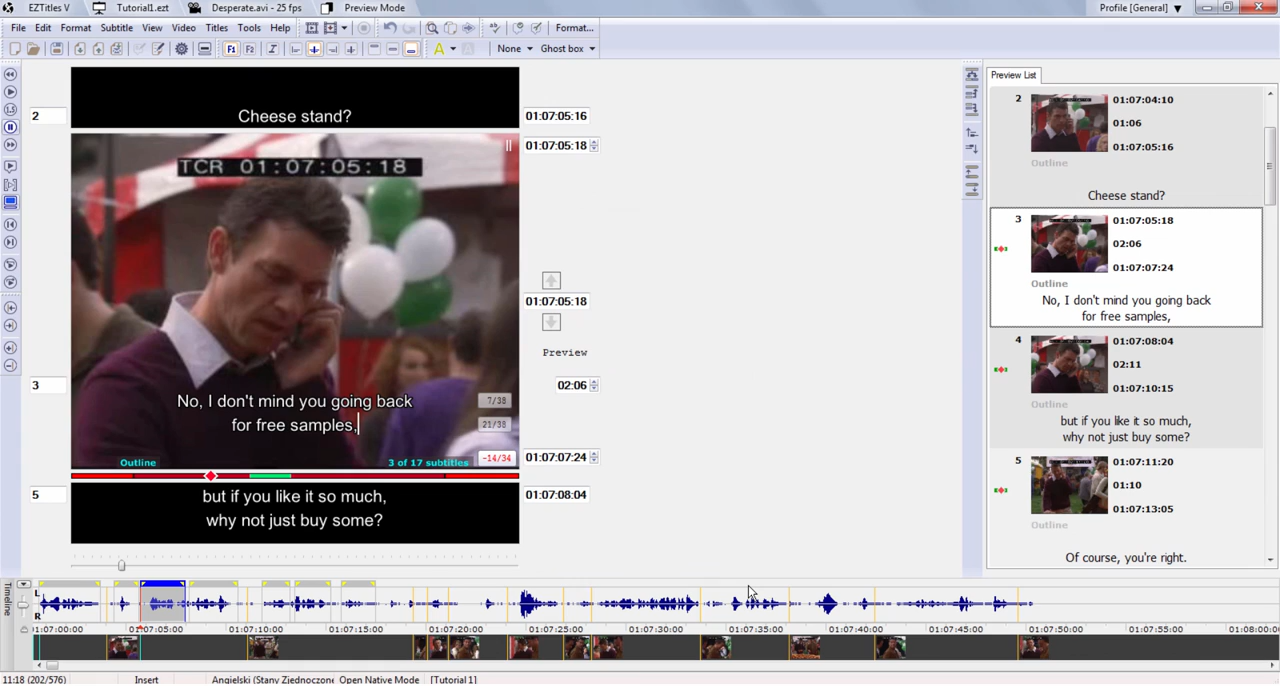 EZTitles V
Tutorial1.ezt
Desperate.avi - 25 fps
Preview Mode
Profile [General]
File Edit Format Subtitle View Video Titles Tools Help
Format...
F1 F2 I A None Ghost box
2
Cheese stand?
01:07:05:16
01:07:05:18
TCR 01:07:05:18
01:07:05:18
Preview
3
02:06
No, I don't mind you going back
7/38
for free samples,
21/38
Outline
3 of 17 subtitles
-14/34
01:07:07:24
5
but if you like it so much,
01:07:08:04
why not just buy some?
Preview List
2
01:07:04:10
01:06
01:07:05:16
Outline
Cheese stand?
3
01:07:05:18
02:06
01:07:07:24
Outline
No, I don't mind you going back
for free samples,
4
01:07:08:04
02:11
01:07:10:15
Outline
but if you like it so much,
why not just buy some?
5
01:07:11:20
01:10
01:07:13:05
Outline
Of course, you're right.
Timeline
L
R
01:07:00:00 01:07:05:00 01:07:10:00 01:07:15:00 01:07:20:00 01:07:25:00 01:07:30:00 01:07:35:00 01:07:40:00 01:07:45:00 01:07:50:00 01:07:55:00 01:08:00:00
11:18 (202/576) Insert Angielski (Stany Zjednoczone Open Native Mode [Tutorial 1]